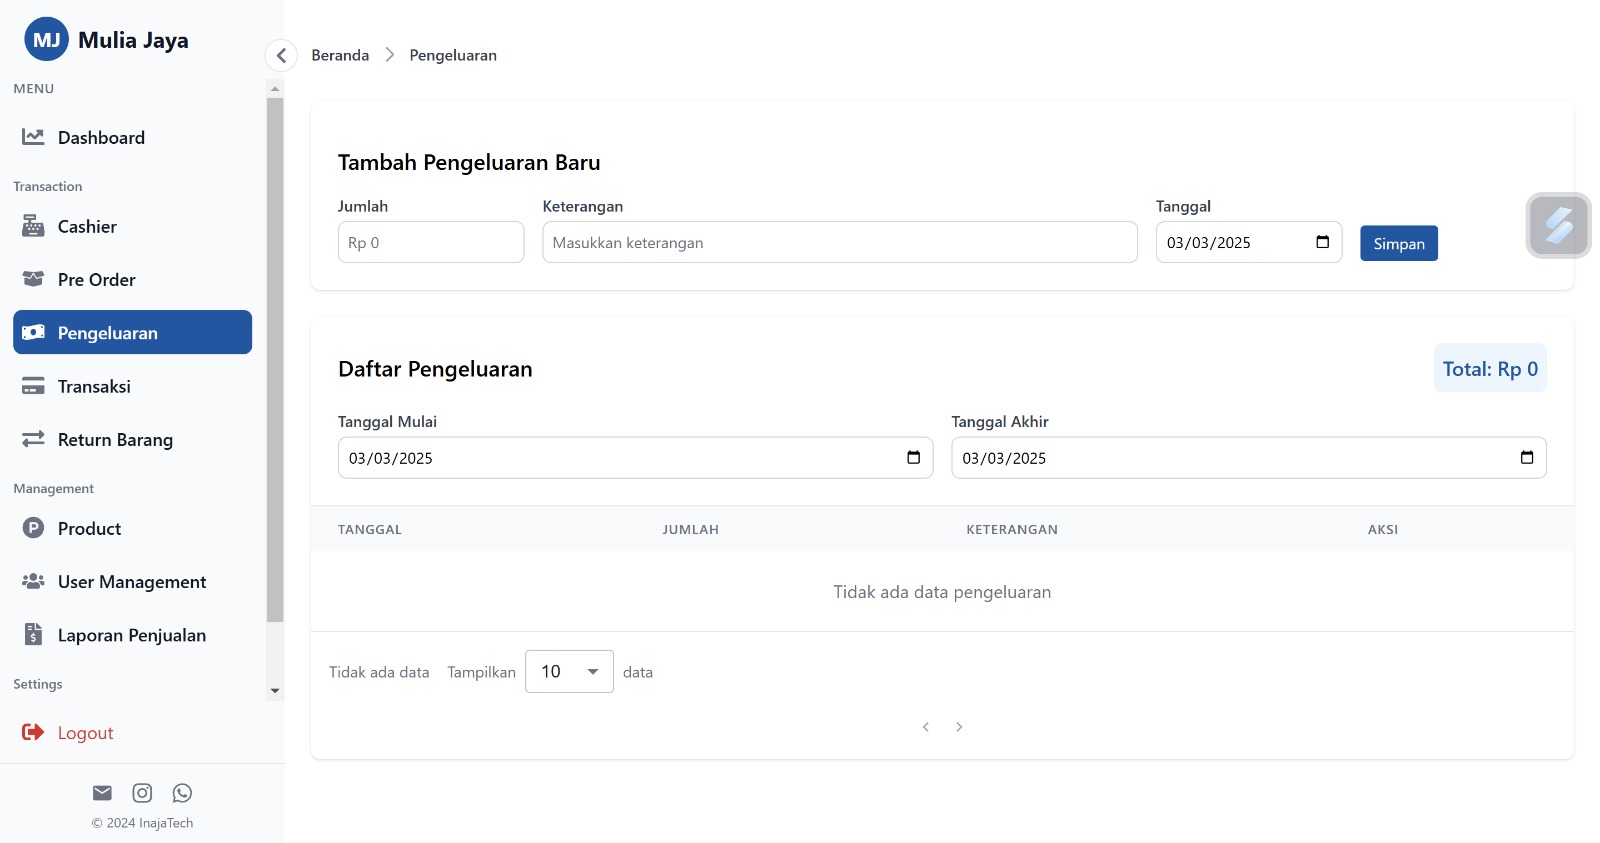 MJ Mulia Jaya
MENU
Dashboard
Transaction
Cashier
Pre Order
Pengeluaran
Transaksi
Return Barang
Management
P Product
User Management
$ Laporan Penjualan
Settings
Logout
© 2024 InajaTech
Beranda Pengeluaran
Tambah Pengeluaran Baru
Jumlah Keterangan Tanggal
Rp 0 Masukkan keterangan 03/03/2025 Simpan
Daftar Pengeluaran Total: Rp 0
Tanggal Mulai Tanggal Akhir
03/03/2025 03/03/2025
TANGGAL JUMLAH KETERANGAN AKSI
Tidak ada data pengeluaran
Tidak ada data Tampilkan 10 data